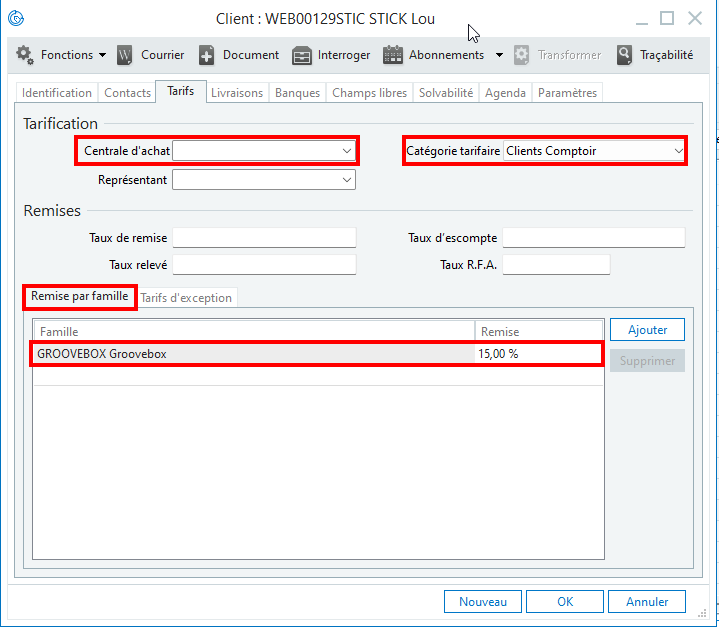 Client : WEB00129STIC STICK Lou
Fonctions Courrier Document Interroger Abonnements Transformer Traçabilité
Identification Contacts Tarifs Livraisons Banques Champs libres Solvabilité Agenda Paramètres
Tarification
Centrale d'achat Catégorie tarifaire Clients Comptoir
Représentant
Remises
Taux de remise Taux d'escompte
Taux relevé Taux R.F.A.
Remise par famille Tarifs d'exception
Famille Remise Ajouter
GROOVEBOX Groovebox 15,00 %
Supprimer
Nouveau OK Annuler